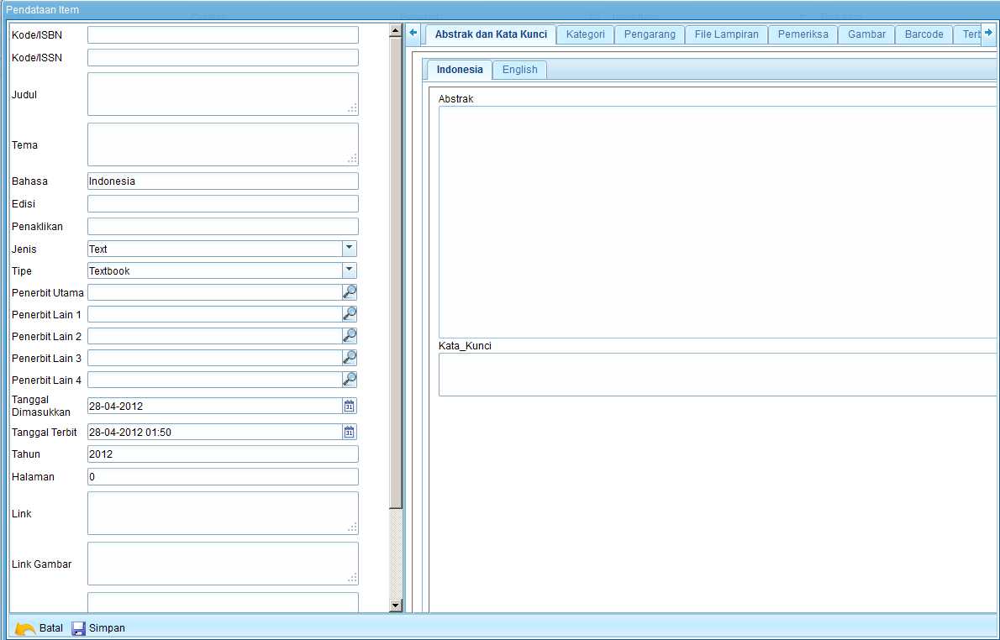 Pendataan Item
Kode/ISBN
Kode/ISSN
Judul
Tema
Bahasa Indonesia
Edisi
Penaklikan
Jenis Text
Tipe Textbook
Penerbit Utama
Penerbit Lain 1
Penerbit Lain 2
Penerbit Lain 3
Penerbit Lain 4
Tanggal
Dimasukkan 28-04-2012
Tanggal Terbit 28-04-2012 01:50
Tahun 2012
Halaman 0
Link
Link Gambar
Abstrak dan Kata Kunci Kategori Pengarang File Lampiran Pemeriksa Gambar Barcode
Indonesia English
Abstrak
Kata_Kunci
Batal Simpan